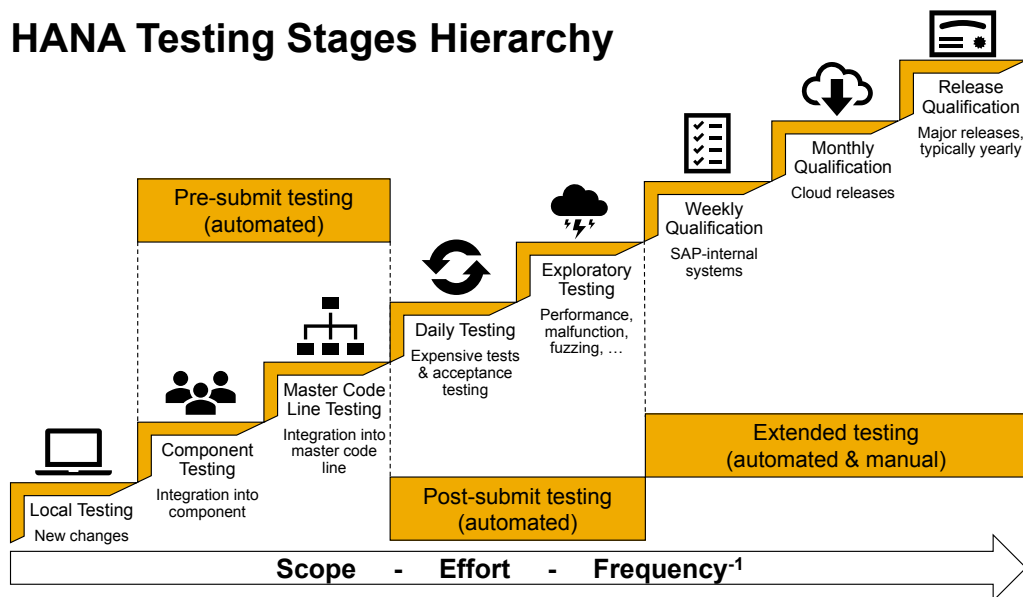 HANA Testing Stages Hierarchy
Pre-submit testing
(automated)
Local Testing
New changes
Component
Testing
Integration into
component
Master Code
Line Testing
Integration into
master code
line
Daily Testing
Expensive tests
& acceptance
testing
Exploratory
Testing
Performance,
malfunction,
fuzzing, …
Weekly
Qualification
SAP-internal
systems
Monthly
Qualification
Cloud releases
Release
Qualification
Major releases,
typically yearly
Post-submit testing
(automated)
Extended testing
(automated & manual)
Scope - Effort - Frequency⁻¹